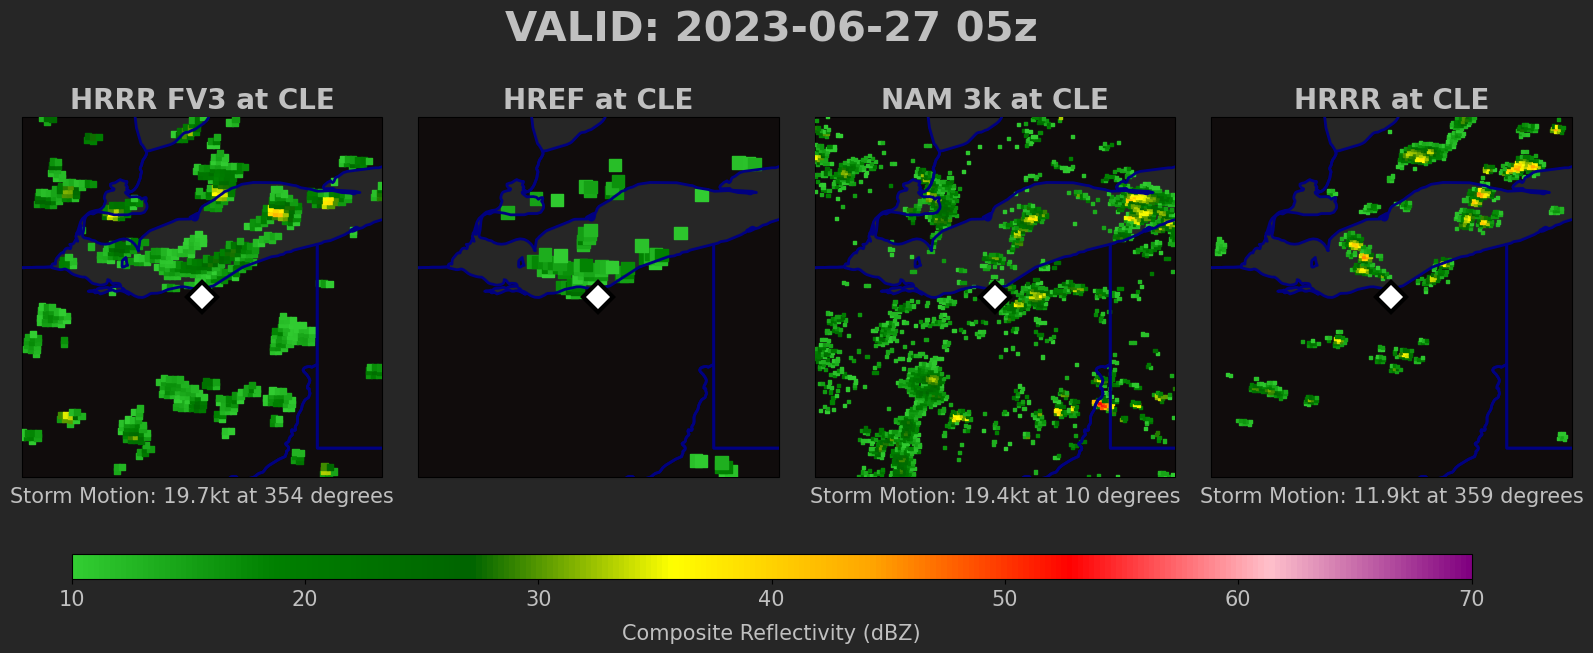 VALID: 2023-06-27 05z
HRRR FV3 at CLE
HREF at CLE
NAM 3k at CLE
HRRR at CLE
Storm Motion: 19.7kt at 354 degrees
Storm Motion: 19.4kt at 10 degrees
Storm Motion: 11.9kt at 359 degrees
10 20 30 40 50 60 70
Composite Reflectivity (dBZ)